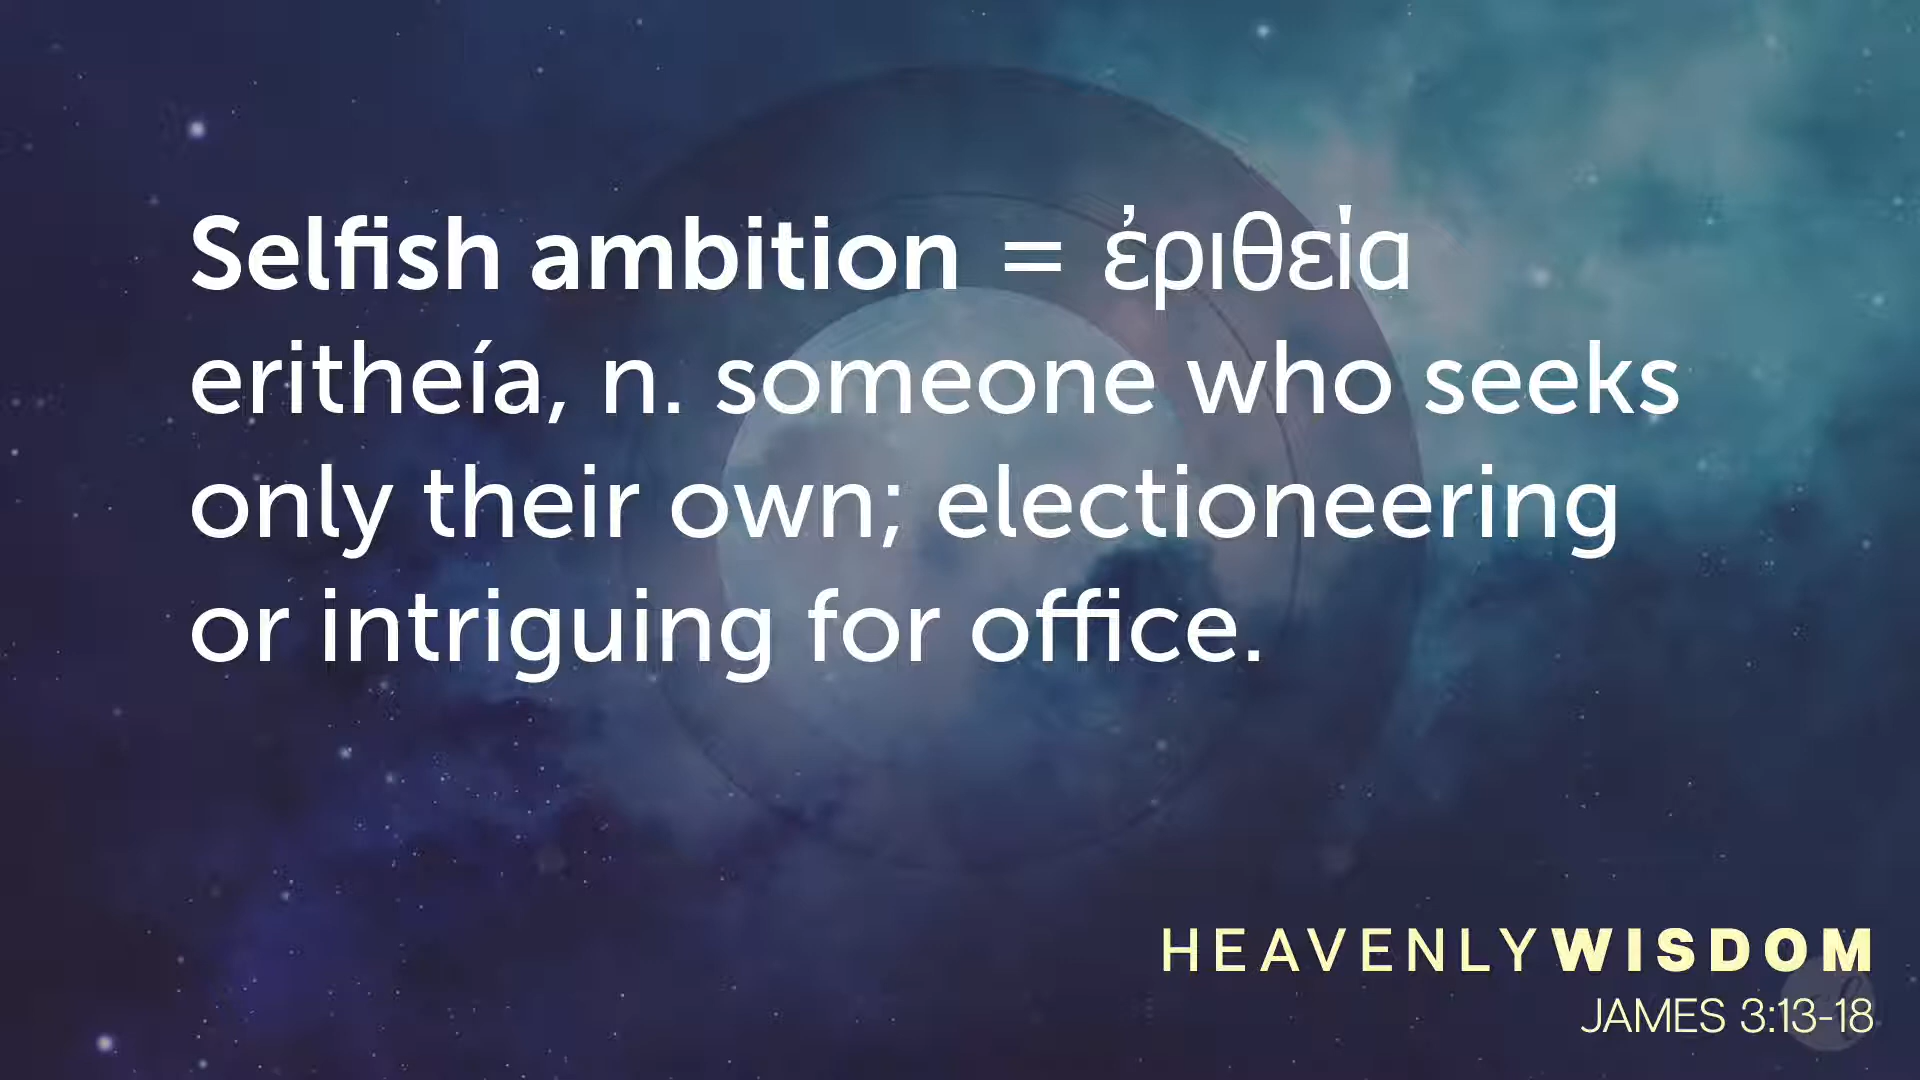 Selfish ambition = ἐριθεία
eritheía, n. someone who seeks
only their own; electioneering
or intriguing for office.
HEAVENLYWISDOM
JAMES 3:13-18